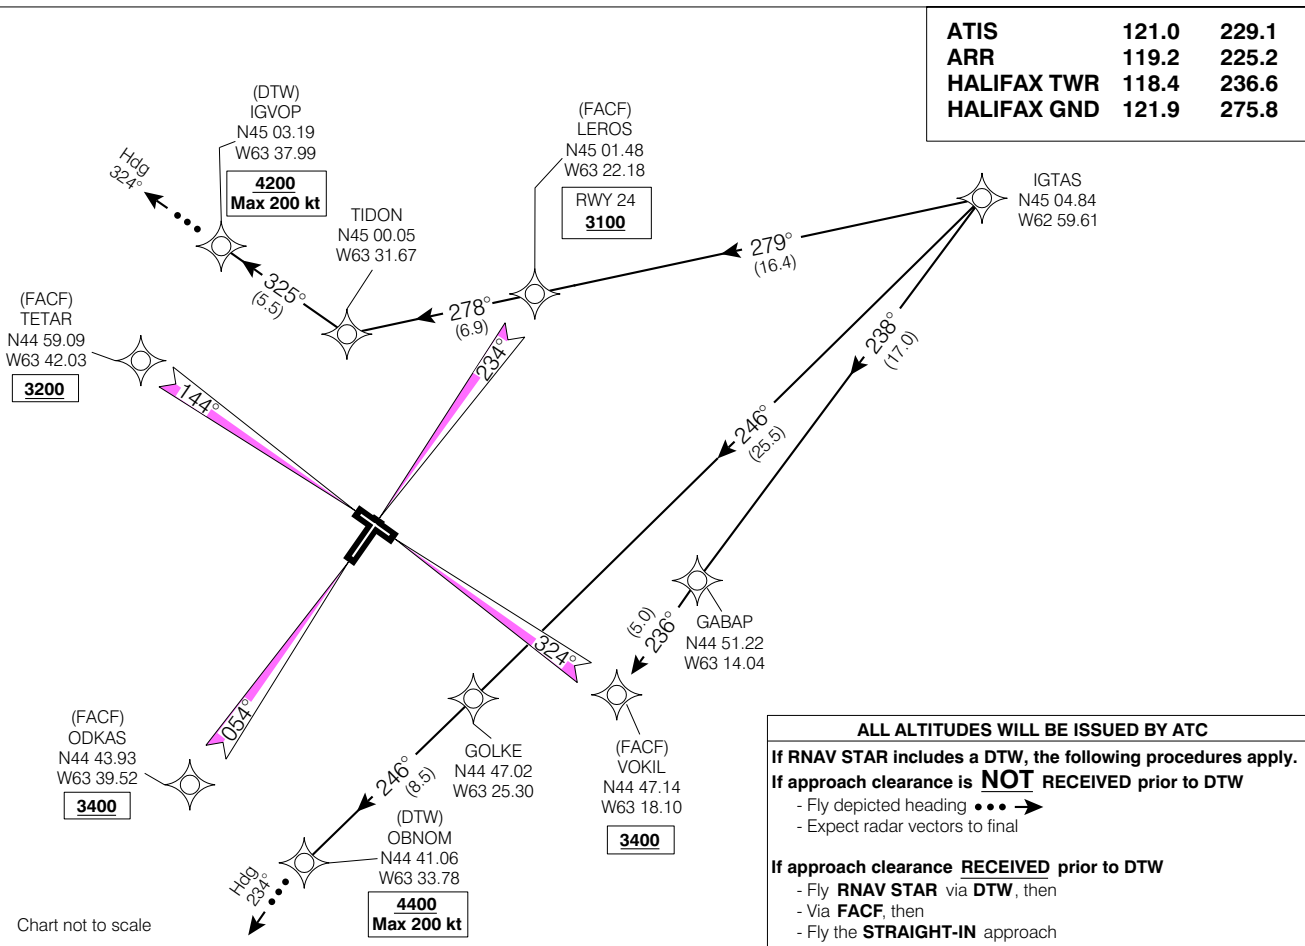 ATIS 121.0 229.1
ARR 119.2 225.2
HALIFAX TWR 118.4 236.6
HALIFAX GND 121.9 275.8
(DTW)
IGVOP
N45 03.19
W63 37.99
4200
Max 200 kt
Hdg
324°
(FACF)
LEROS
N45 01.48
W63 22.18
RWY 24
3100
IGTAS
N45 04.84
W62 59.61
TIDON
N45 00.05
W63 31.67
279°
(16.4)
278°
(6.9)
325°
(5.5)
(FACF)
TETAR
N44 59.09
W63 42.03
3200
144°
234°
238°
(17.0)
246°
(25.5)
GABAP
N44 51.22
W63 14.04
(5.0)
236°
324°
054°
(FACF)
ODKAS
N44 43.93
W63 39.52
3400
GOLKE
N44 47.02
W63 25.30
246°
(8.5)
(FACF)
VOKIL
N44 47.14
W63 18.10
3400
(DTW)
OBNOM
N44 41.06
W63 33.78
4400
Max 200 kt
Hdg
234°
Chart not to scale
ALL ALTITUDES WILL BE ISSUED BY ATC
If RNAV STAR includes a DTW, the following procedures apply.
If approach clearance is NOT RECEIVED prior to DTW
- Fly depicted heading
- Expect radar vectors to final
If approach clearance RECEIVED prior to DTW
- Fly RNAV STAR via DTW, then
- Via FACF, then
- Fly the STRAIGHT-IN approach